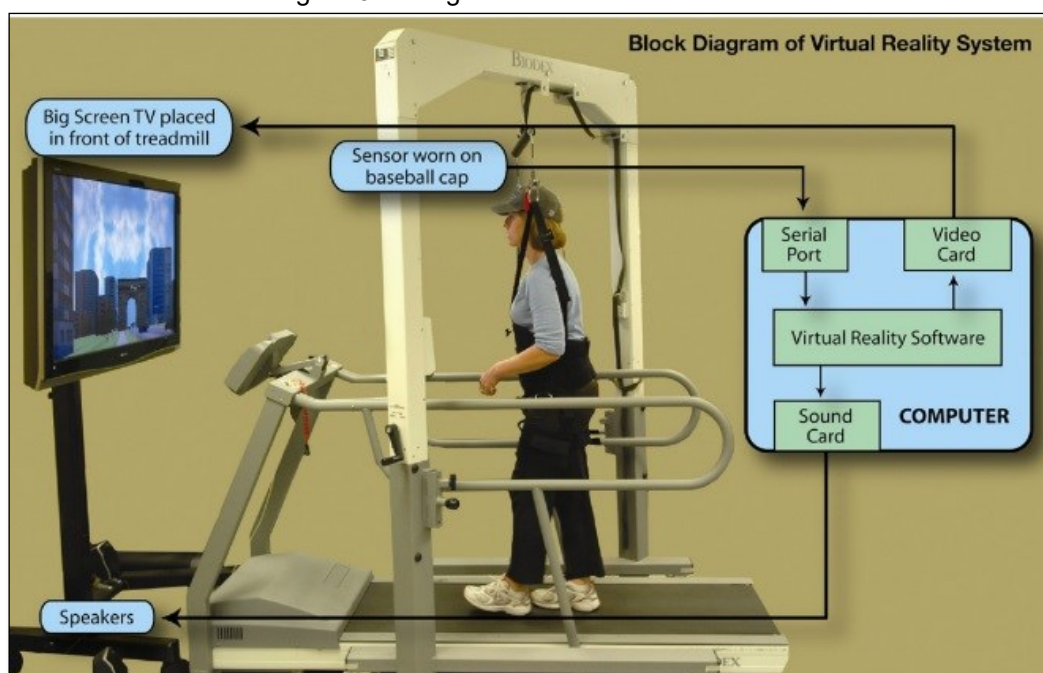 Block Diagram of Virtual Reality System
BIODEX
Big Screen TV placed
in front of treadmill
Sensor worn on
baseball cap
Serial
Port
Video
Card
Virtual Reality Software
Sound
Card
COMPUTER
Speakers
EX